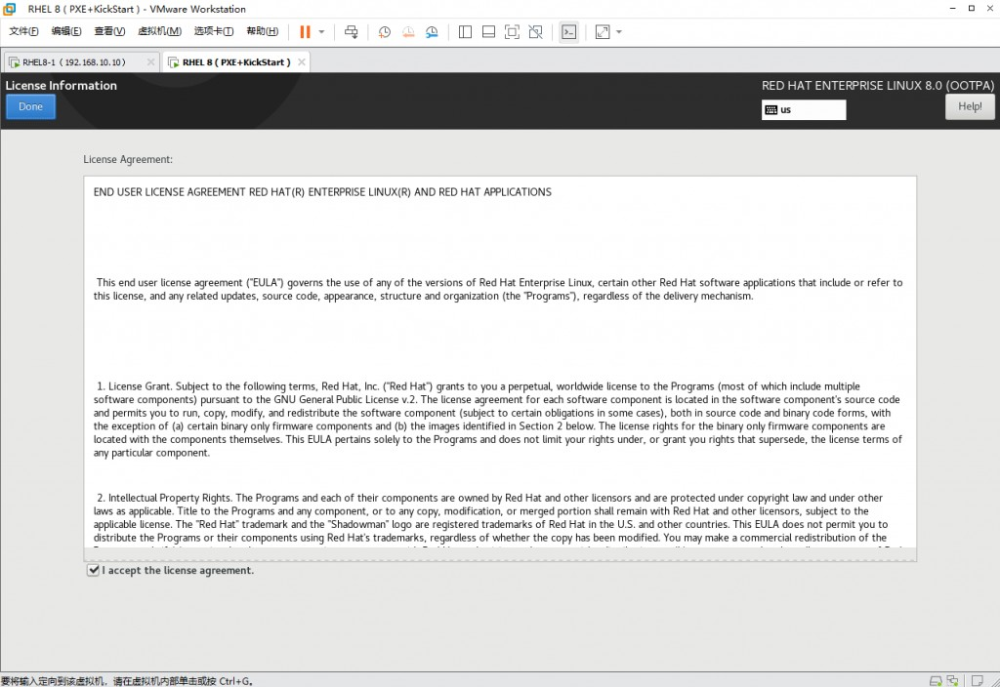 RHEL 8 ( PXE+KickStart ) - VMware Workstation
文件(F) 编辑(E) 查看(V) 虚拟机(M) 选项卡(T) 帮助(H)
RHEL8-1 ( 192.168.10.10 )
RHEL 8 ( PXE+KickStart )
License Information
RED HAT ENTERPRISE LINUX 8.0 (OOTPA)
Done
us
Help!
License Agreement:
END USER LICENSE AGREEMENT RED HAT(R) ENTERPRISE LINUX(R) AND RED HAT APPLICATIONS
This end user license agreement ("EULA") governs the use of any of the versions of Red Hat Enterprise Linux, certain other Red Hat software applications that include or refer to
this license, and any related updates, source code, appearance, structure and organization (the "Programs"), regardless of the delivery mechanism.
1. License Grant. Subject to the following terms, Red Hat, Inc. ("Red Hat") grants to you a perpetual, worldwide license to the Programs (most of which include multiple
software components) pursuant to the GNU General Public License v.2. The license agreement for each software component is located in the software component's source code
and permits you to run, copy, modify, and redistribute the software component (subject to certain obligations in some cases), both in source code and binary code forms, with
the exception of (a) certain binary only firmware components and (b) the images identified in Section 2 below. The license rights for the binary only firmware components are
located with the components themselves. This EULA pertains solely to the Programs and does not limit your rights under, or grant you rights that supersede, the license terms of
any particular component.
2. Intellectual Property Rights. The Programs and each of their components are owned by Red Hat and other licensors and are protected under copyright law and under other
laws as applicable. Title to the Programs and any component, or to any copy, modification, or merged portion shall remain with Red Hat and other licensors, subject to the
applicable license. The "Red Hat" trademark and the "Shadowman" logo are registered trademarks of Red Hat in the U.S. and other countries. This EULA does not permit you to
distribute the Programs or their components using Red Hat's trademarks, regardless of whether the copy has been modified. You may make a commercial redistribution of the
I accept the license agreement.
要将输入定向到该虚拟机，请在虚拟机内部单击或按 Ctrl+G。